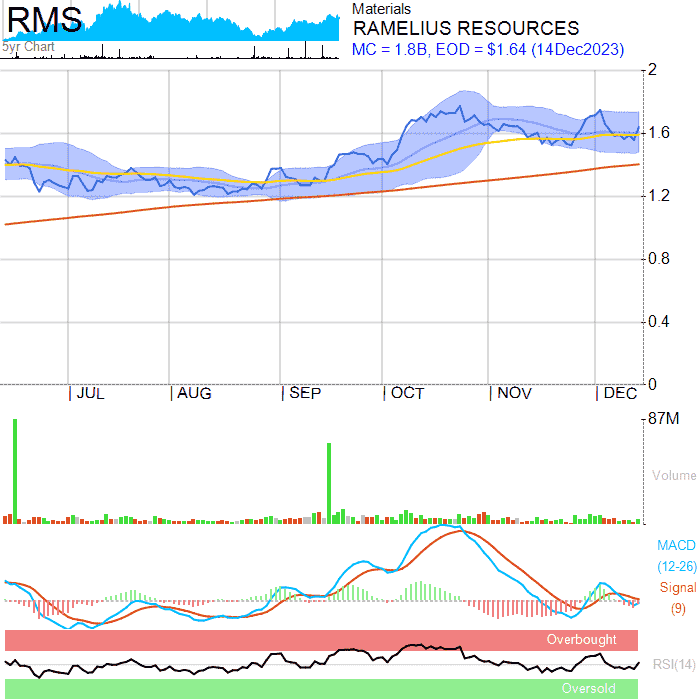 RMS
5yr Chart
Materials
RAMELIUS RESOURCES
MC = 1.8B, EOD = $1.64 (14Dec2023)
2
1.6
1.2
0.8
0.4
0
JUL AUG SEP OCT NOV DEC
87M
Volume
MACD
(12-26)
Signal
(9)
Overbought
RSI(14)
Oversold